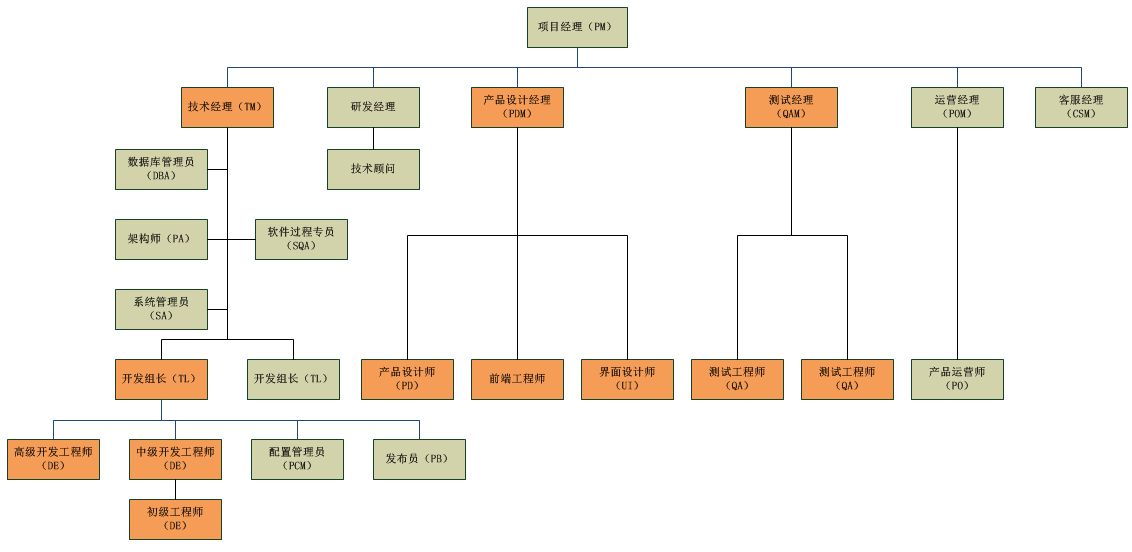 项目经理（PM）
技术经理（TM）
研发经理
产品设计经理
（PDM）
测试经理
（QAM）
运营经理
（POM）
客服经理
（CSM）
数据库管理员
（DBA）
技术顾问
架构师（PA）
软件过程专员
（SQA）
系统管理员
（SA）
开发组长（TL）
开发组长（TL）
产品设计师
（PD）
前端工程师
界面设计师
（UI）
测试工程师
（QA）
测试工程师
（QA）
产品运营师
（PO）
高级开发工程师
（DE）
中级开发工程师
（DE）
配置管理员
（PCM）
发布员（PB）
初级工程师
（DE）